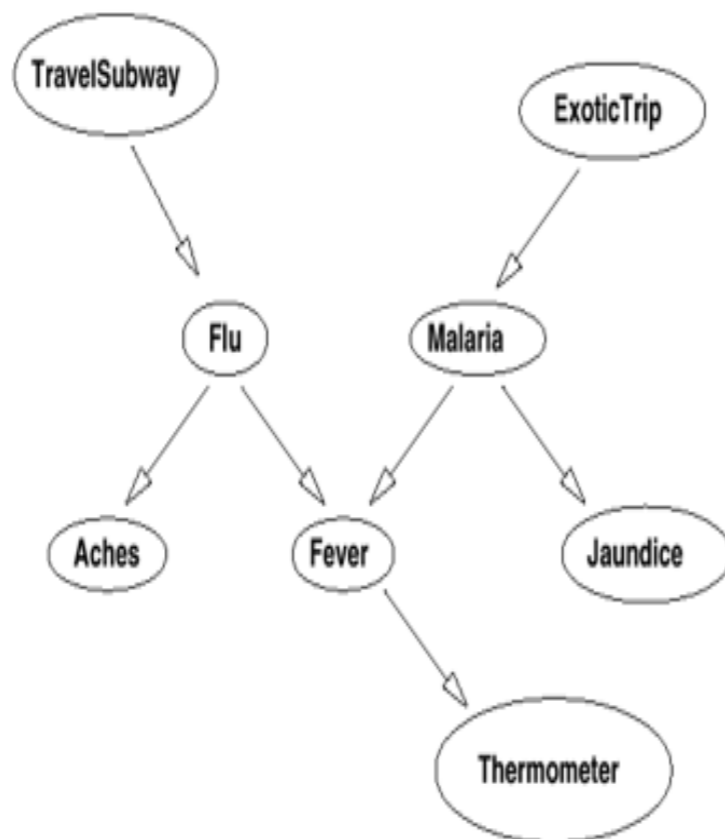 TravelSubway
ExoticTrip
Flu
Malaria
Aches
Fever
Jaundice
Thermometer